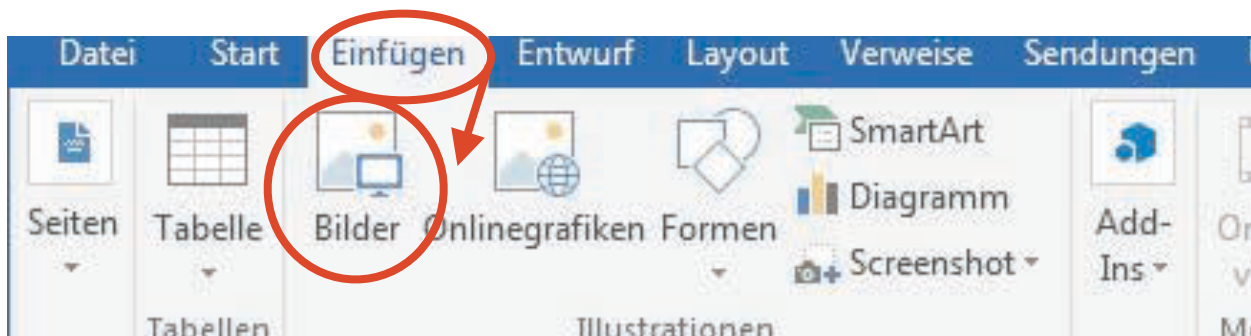 Datei Start Einfügen Entwurf Layout Verweise Sendungen
SmartArt
Diagramm
Screenshot
Seiten Tabelle Bilder Onlinegrafiken Formen
Add-
Ins
Tabellen Illustrationen